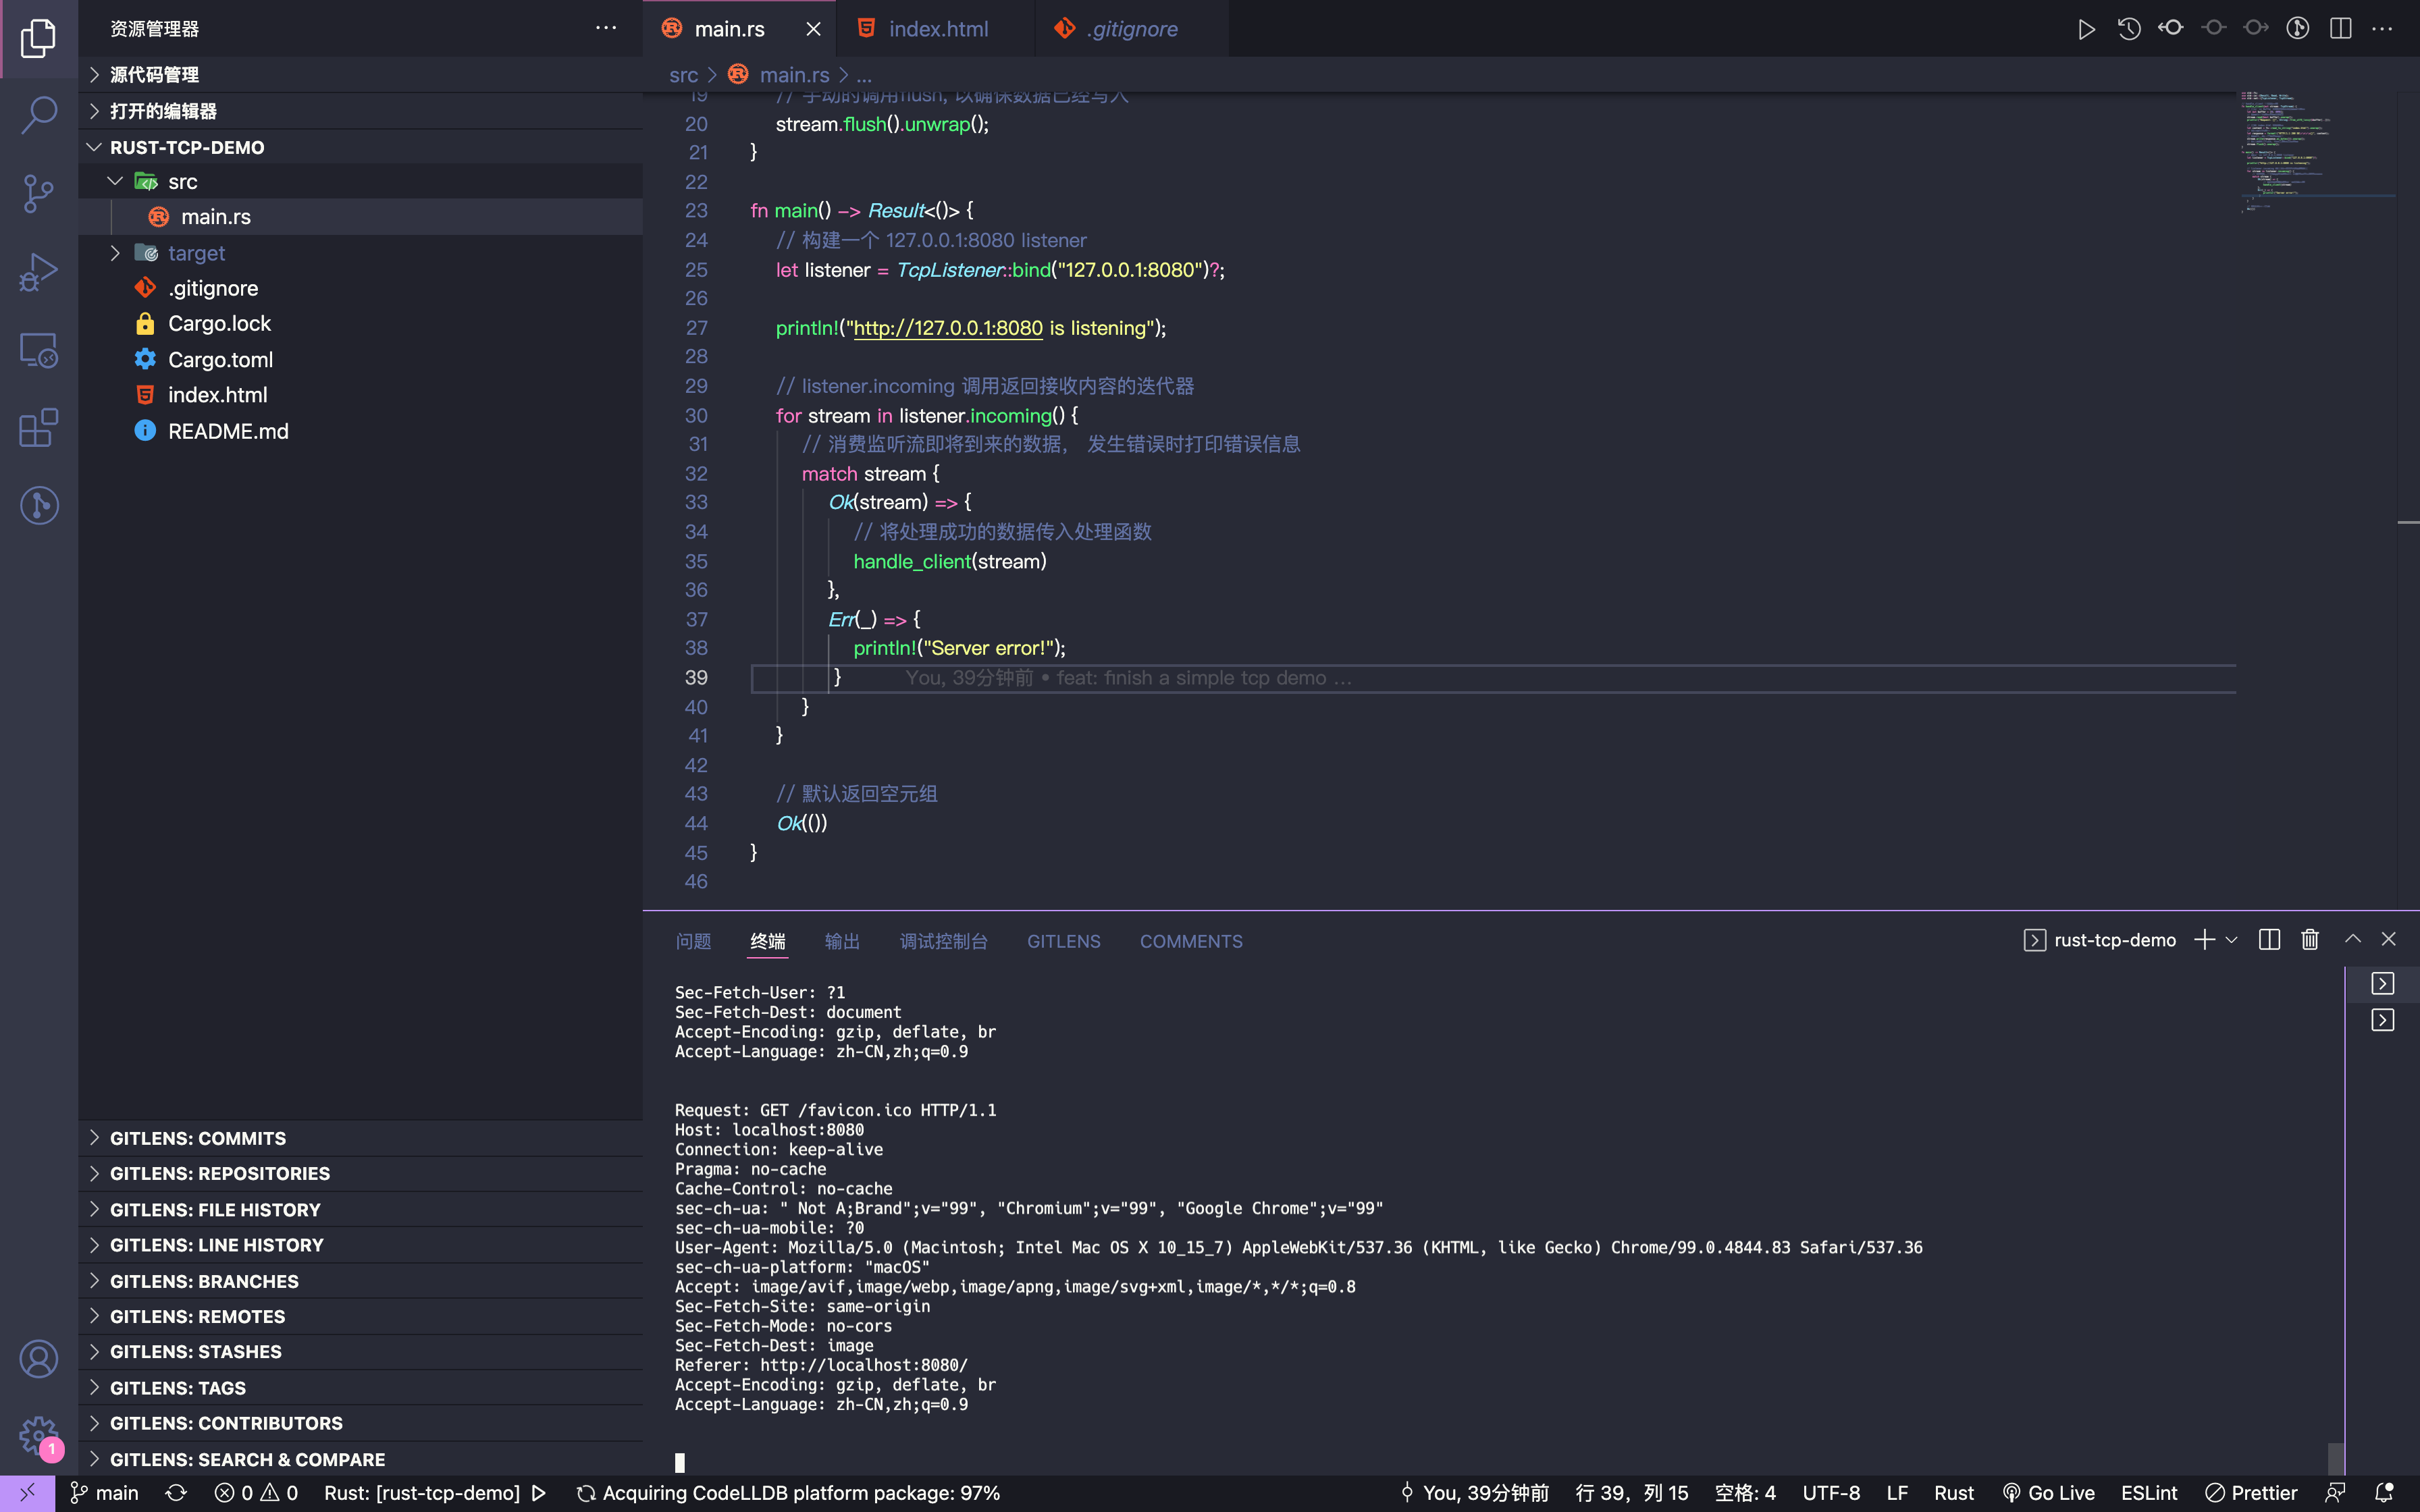 资源管理器
源代码管理
打开的编辑器
RUST-TCP-DEMO
src
main.rs
target
.gitignore
Cargo.lock
Cargo.toml
index.html
README.md
GITLENS: COMMITS
GITLENS: REPOSITORIES
GITLENS: FILE HISTORY
GITLENS: LINE HISTORY
GITLENS: BRANCHES
GITLENS: REMOTES
GITLENS: STASHES
GITLENS: TAGS
GITLENS: CONTRIBUTORS
GITLENS: SEARCH & COMPARE
1
main.rs index.html .gitignore
src > main.rs > ...
19 // 手动的调用flush, 以确保数据已经写入
20 stream.flush().unwrap();
21 }
22
23 fn main() -> Result<()> {
24 // 构建一个 127.0.0.1:8080 listener
25 let listener = TcpListener::bind("127.0.0.1:8080")?;
26
27 println!("http://127.0.0.1:8080 is listening");
28
29 // listener.incoming 调用返回接收内容的迭代器
30 for stream in listener.incoming() {
31 // 消费监听流即将到来的数据， 发生错误时打印错误信息
32 match stream {
33 Ok(stream) => {
34 // 将处理成功的数据传入处理函数
35 handle_client(stream)
36 },
37 Err(_) => {
38 println!("Server error!");
39 } You, 39分钟前 • feat: finish a simple tcp demo ...
40 }
41 }
42
43 // 默认返回空元组
44 Ok(())
45 }
46
问题 终端 输出 调试控制台 GITLENS COMMENTS rust-tcp-demo
Sec-Fetch-User: ?1
Sec-Fetch-Dest: document
Accept-Encoding: gzip, deflate, br
Accept-Language: zh-CN,zh;q=0.9
Request: GET /favicon.ico HTTP/1.1
Host: localhost:8080
Connection: keep-alive
Pragma: no-cache
Cache-Control: no-cache
sec-ch-ua: " Not A;Brand";v="99", "Chromium";v="99", "Google Chrome";v="99"
sec-ch-ua-mobile: ?0
User-Agent: Mozilla/5.0 (Macintosh; Intel Mac OS X 10_15_7) AppleWebKit/537.36 (KHTML, like Gecko) Chrome/99.0.4844.83 Safari/537.36
sec-ch-ua-platform: "macOS"
Accept: image/avif,image/webp,image/apng,image/svg+xml,image/*,*/*;q=0.8
Sec-Fetch-Site: same-origin
Sec-Fetch-Mode: no-cors
Sec-Fetch-Dest: image
Referer: http://localhost:8080/
Accept-Encoding: gzip, deflate, br
Accept-Language: zh-CN,zh;q=0.9
main 0 0 Rust: [rust-tcp-demo] Acquiring CodeLLDB platform package: 97% You, 39分钟前 行 39，列 15 空格: 4 UTF-8 LF Rust Go Live ESLint Prettier